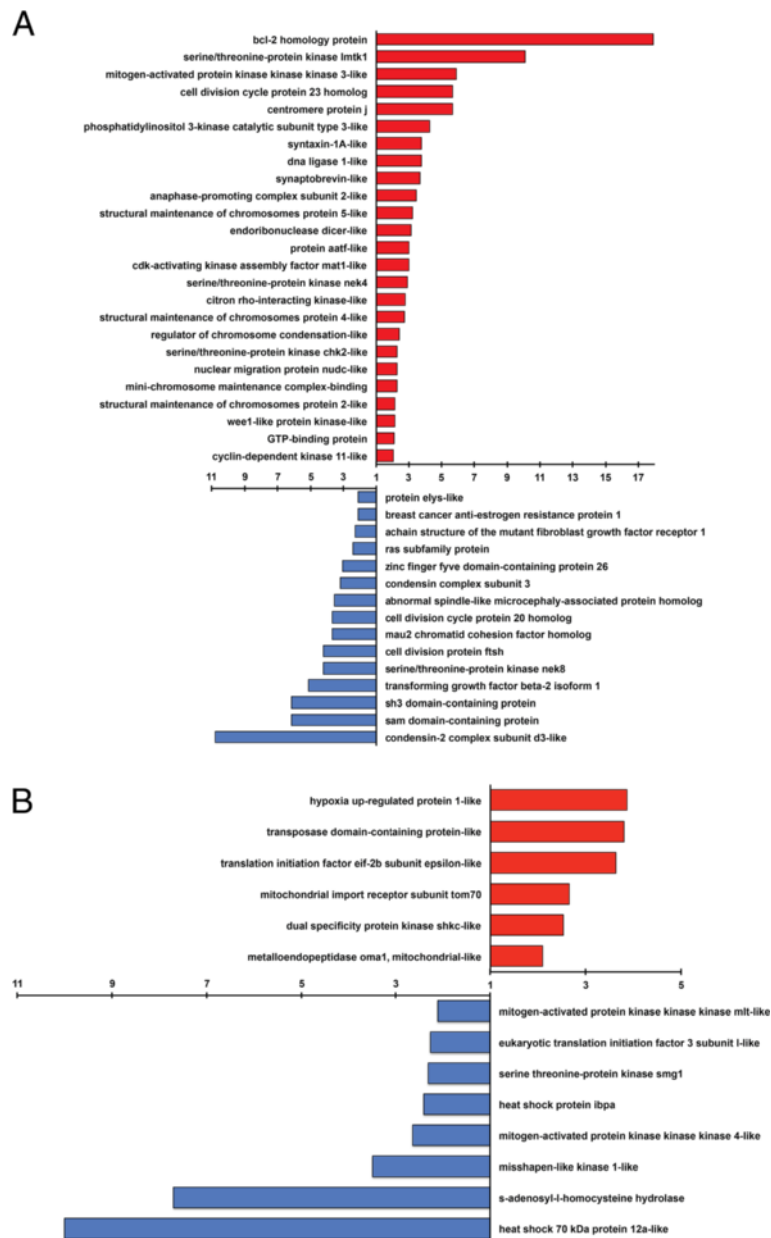 A
bcl-2 homology protein
serine/threonine-protein kinase lmtk1
mitogen-activated protein kinase kinase kinase 3-like
cell division cycle protein 23 homolog
centromere protein j
phosphatidylinositol 3-kinase catalytic subunit type 3-like
syntaxin-1A-like
dna ligase 1-like
synaptobrevin-like
anaphase-promoting complex subunit 2-like
structural maintenance of chromosomes protein 5-like
endoribonuclease dicer-like
protein aatf-like
cdk-activating kinase assembly factor mat1-like
serine/threonine-protein kinase nek4
citron rho-interacting kinase-like
structural maintenance of chromosomes protein 4-like
regulator of chromosome condensation-like
serine/threonine-protein kinase chk2-like
nuclear migration protein nudc-like
mini-chromosome maintenance complex-binding
structural maintenance of chromosomes protein 2-like
wee1-like protein kinase-like
GTP-binding protein
cyclin-dependent kinase 11-like
11 9 7 5 3 1 3 5 7 9 11 13 15 17
protein elys-like
breast cancer anti-estrogen resistance protein 1
achain structure of the mutant fibroblast growth factor receptor 1
ras subfamily protein
zinc finger fyve domain-containing protein 26
condensin complex subunit 3
abnormal spindle-like microcephaly-associated protein homolog
cell division cycle protein 20 homolog
mau2 chromatid cohesion factor homolog
cell division protein ftsh
serine/threonine-protein kinase nek8
transforming growth factor beta-2 isoform 1
sh3 domain-containing protein
sam domain-containing protein
condensin-2 complex subunit d3-like
B
hypoxia up-regulated protein 1-like
transposase domain-containing protein-like
translation initiation factor eif-2b subunit epsilon-like
mitochondrial import receptor subunit tom70
dual specificity protein kinase shkc-like
metalloendopeptidase oma1, mitochondrial-like
11 9 7 5 3 1 3 5
mitogen-activated protein kinase kinase kinase mlt-like
eukaryotic translation initiation factor 3 subunit l-like
serine threonine-protein kinase smg1
heat shock protein ibpa
mitogen-activated protein kinase kinase kinase 4-like
misshapen-like kinase 1-like
s-adenosyl-l-homocysteine hydrolase
heat shock 70 kDa protein 12a-like